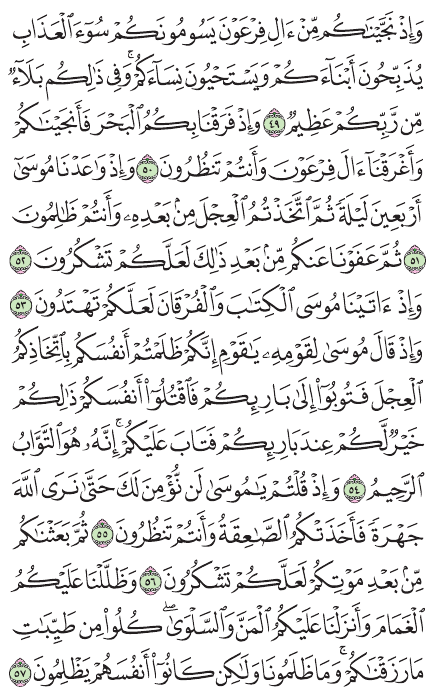 وَإِذْ نَجَّيْنَٰكُم مِّنْ ءَالِ فِرْعَوْنَ يَسُومُونَكُمْ سُوٓءَ ٱلْعَذَابِ
يُذَبِّحُونَ أَبْنَآءَكُمْ وَيَسْتَحْيُونَ نِسَآءَكُمْ ۚ وَفِى ذَٰلِكُم بَلَآءٌ
مِّن رَّبِّكُمْ عَظِيمٌ ٤٩ وَإِذْ فَرَقْنَا بِكُمُ ٱلْبَحْرَ فَأَنجَيْنَٰكُمْ
وَأَغْرَقْنَآ ءَالَ فِرْعَوْنَ وَأَنتُمْ تَنظُرُونَ ٥٠ وَإِذْ وَٰعَدْنَا مُوسَىٰٓ
أَرْبَعِينَ لَيْلَةً ثُمَّ ٱتَّخَذْتُمُ ٱلْعِجْلَ مِنۢ بَعْدِهِۦ وَأَنتُمْ ظَٰلِمُونَ
٥١ ثُمَّ عَفَوْنَا عَنكُم مِّنۢ بَعْدِ ذَٰلِكَ لَعَلَّكُمْ تَشْكُرُونَ ٥٢
وَإِذْ ءَاتَيْنَا مُوسَى ٱلْكِتَٰبَ وَٱلْفُرْقَانَ لَعَلَّكُمْ تَهْتَدُونَ ٥٣
وَإِذْ قَالَ مُوسَىٰ لِقَوْمِهِۦ يَٰقَوْمِ إِنَّكُمْ ظَلَمْتُمْ أَنفُسَكُم بِٱتِّخَاذِكُمُ
ٱلْعِجْلَ فَتُوبُوٓا۟ إِلَىٰ بَارِئِكُمْ فَٱقْتُلُوٓا۟ أَنفُسَكُمْ ذَٰلِكُمْ
خَيْرٌ لَّكُمْ عِندَ بَارِئِكُمْ فَتَابَ عَلَيْكُمْ ۚ إِنَّهُۥ هُوَ ٱلتَّوَّابُ
ٱلرَّحِيمُ ٥٤ وَإِذْ قُلْتُمْ يَٰمُوسَىٰ لَن نُّؤْمِنَ لَكَ حَتَّىٰ نَرَى ٱللَّهَ
جَهْرَةً فَأَخَذَتْكُمُ ٱلصَّٰعِقَةُ وَأَنتُمْ تَنظُرُونَ ٥٥ ثُمَّ بَعَثْنَٰكُم
مِّنۢ بَعْدِ مَوْتِكُمْ لَعَلَّكُمْ تَشْكُرُونَ ٥٦ وَظَلَّلْنَا عَلَيْكُمُ
ٱلْغَمَامَ وَأَنزَلْنَا عَلَيْكُمُ ٱلْمَنَّ وَٱلسَّلْوَىٰ ۖ كُلُوا۟ مِن طَيِّبَٰتِ
مَا رَزَقْنَٰكُمْ ۖ وَمَا ظَلَمُونَا وَلَٰكِن كَانُوٓا۟ أَنفُسَهُمْ يَظْلِمُونَ ٥٧